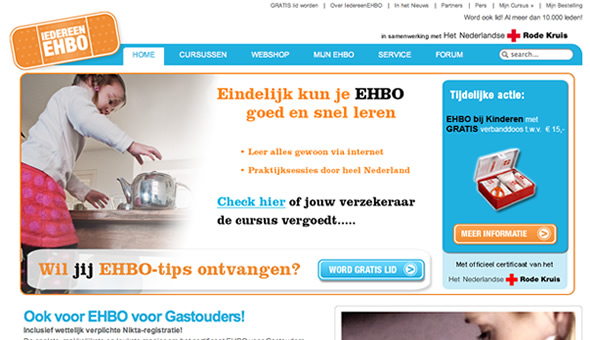 GRATIS lid worden | Over IedereenEHBO | In het Nieuws | Partners | Pers | Mijn Cursus » | Mijn Bestelling
Word ook lid! Al meer dan 10.000 leden!
IEDEREEN
EHBO
in samenwerking met Het Nederlandse Rode Kruis
HOME CURSUSSEN WEBSHOP MIJN EHBO SERVICE FORUM search...
Eindelijk kun je EHBO
goed en snel leren
• Leer alles gewoon via internet
• Praktijksessies door heel Nederland
Check hier of jouw verzekeraar
de cursus vergoedt.....
Wil jij EHBO-tips ontvangen? WORD GRATIS LID
Tijdelijke actie:
EHBO bij Kinderen met
GRATIS verbanddoos t.w.v. € 15,-
MEER INFORMATIE
Met officieel certificaat van het
Het Nederlandse Rode Kruis
Ook voor EHBO voor Gastouders!
Inclusief wettelijk verplichte Nikta-registratie!